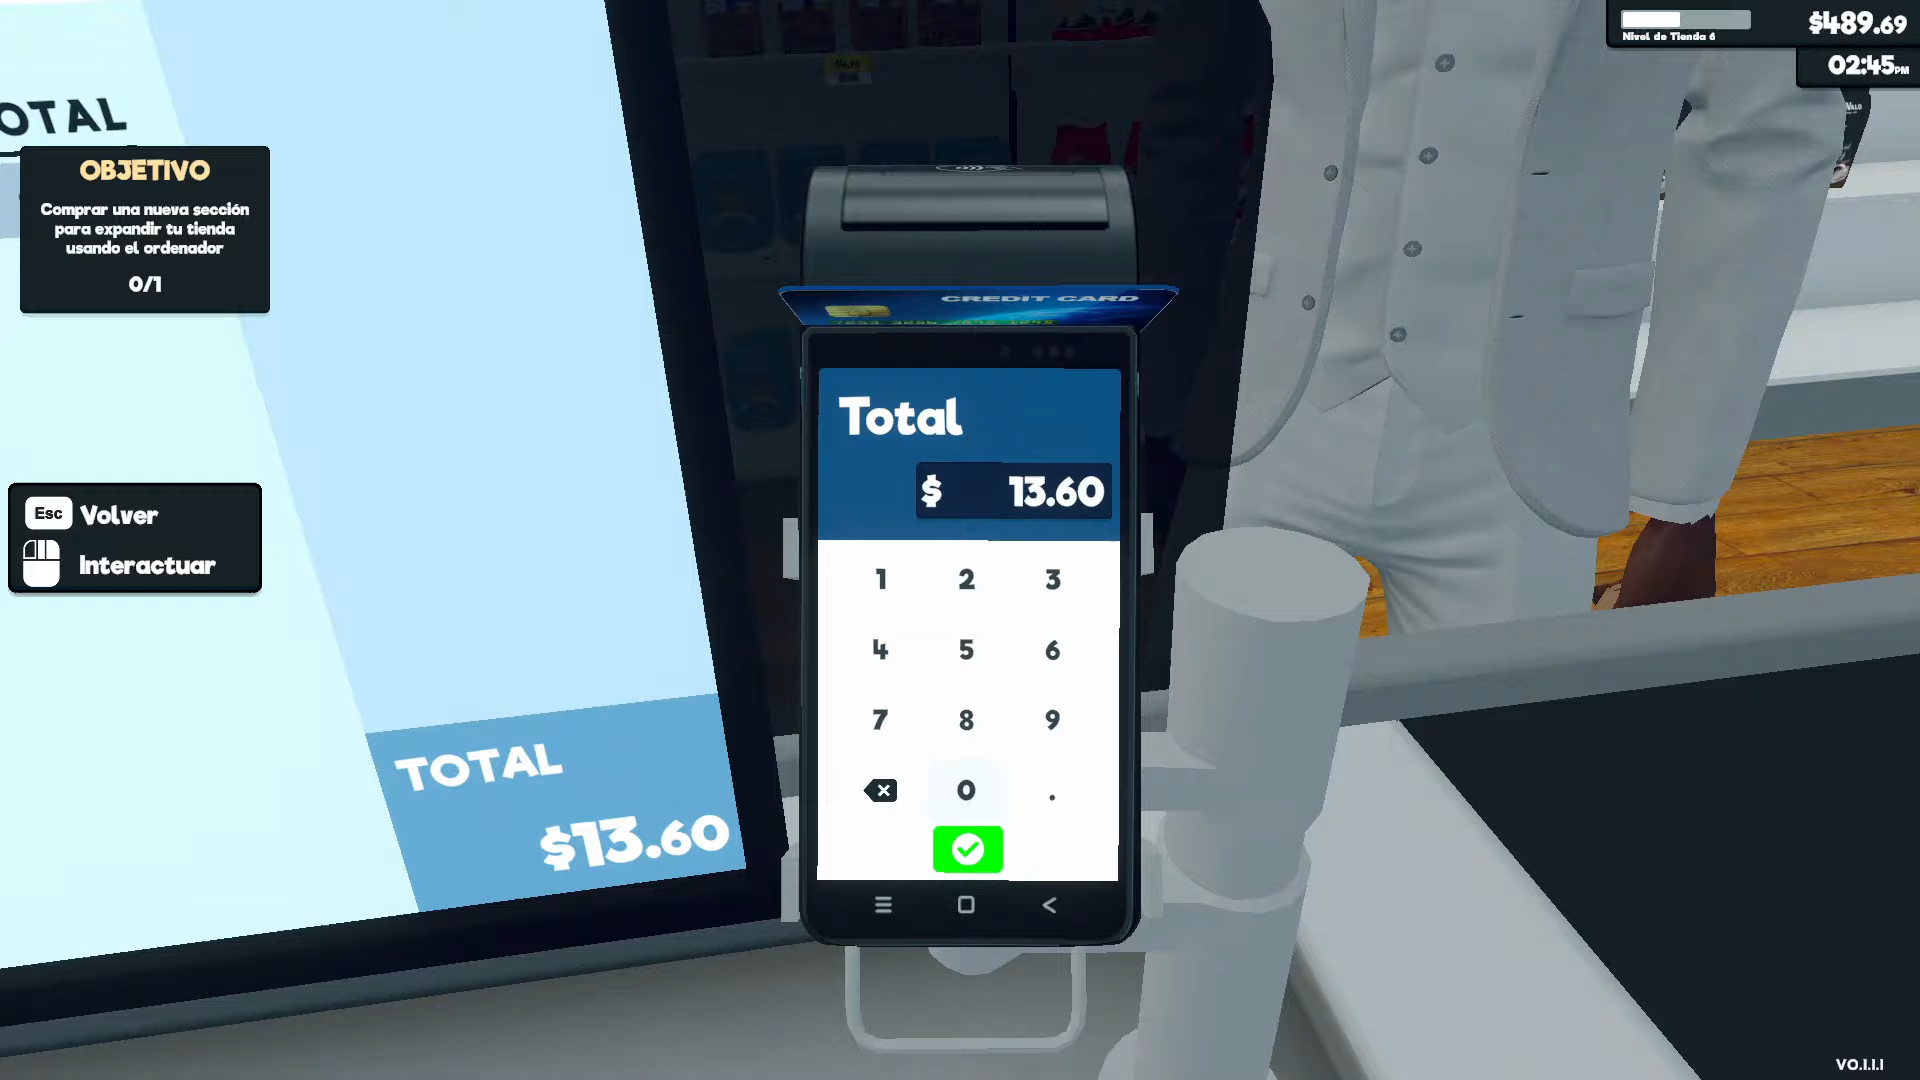 $489.69
Nivel de Tienda 6
02:45PM
OTAL
OBJETIVO
Comprar una nueva sección
para expandir tu tienda
usando el ordenador
0/1
CREDIT CARD
Total
$ 13.60
Esc Volver
Interactuar
1 2 3
4 5 6
7 8 9
0 .
TOTAL
$13.60
V0.1.1.1